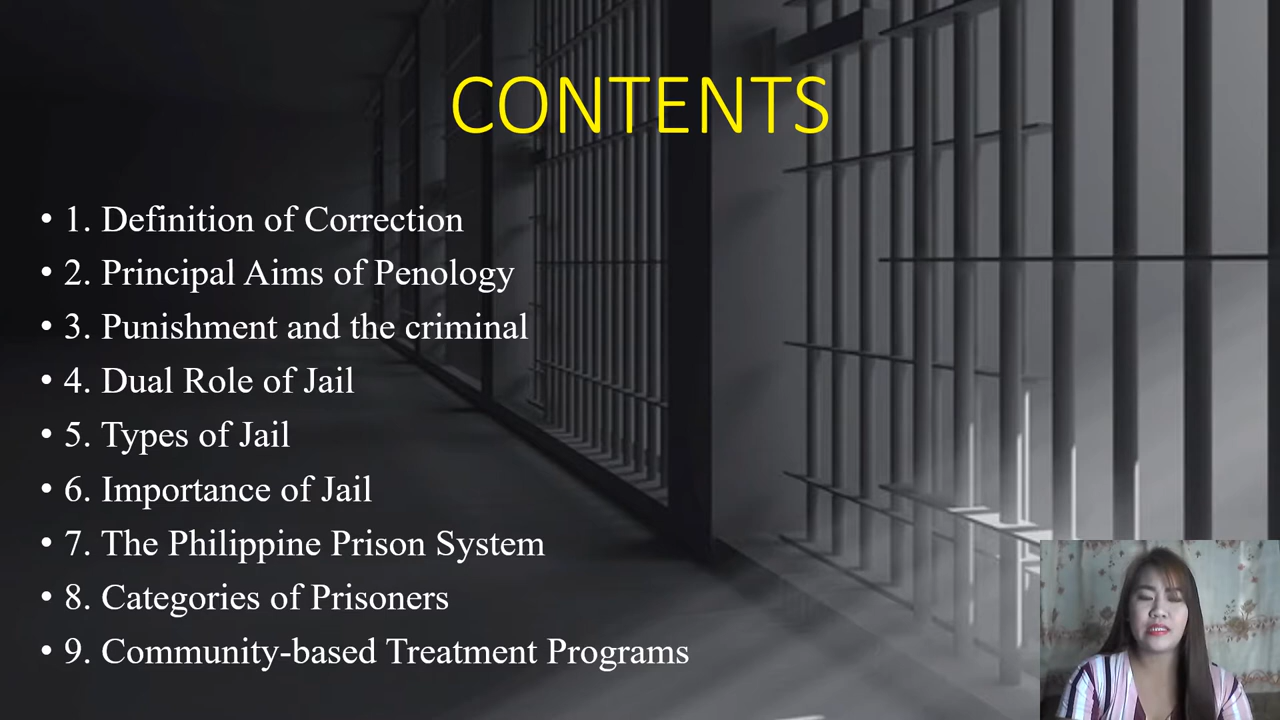 CONTENTS
• 1. Definition of Correction
• 2. Principal Aims of Penology
• 3. Punishment and the criminal
• 4. Dual Role of Jail
• 5. Types of Jail
• 6. Importance of Jail
• 7. The Philippine Prison System
• 8. Categories of Prisoners
• 9. Community-based Treatment Programs